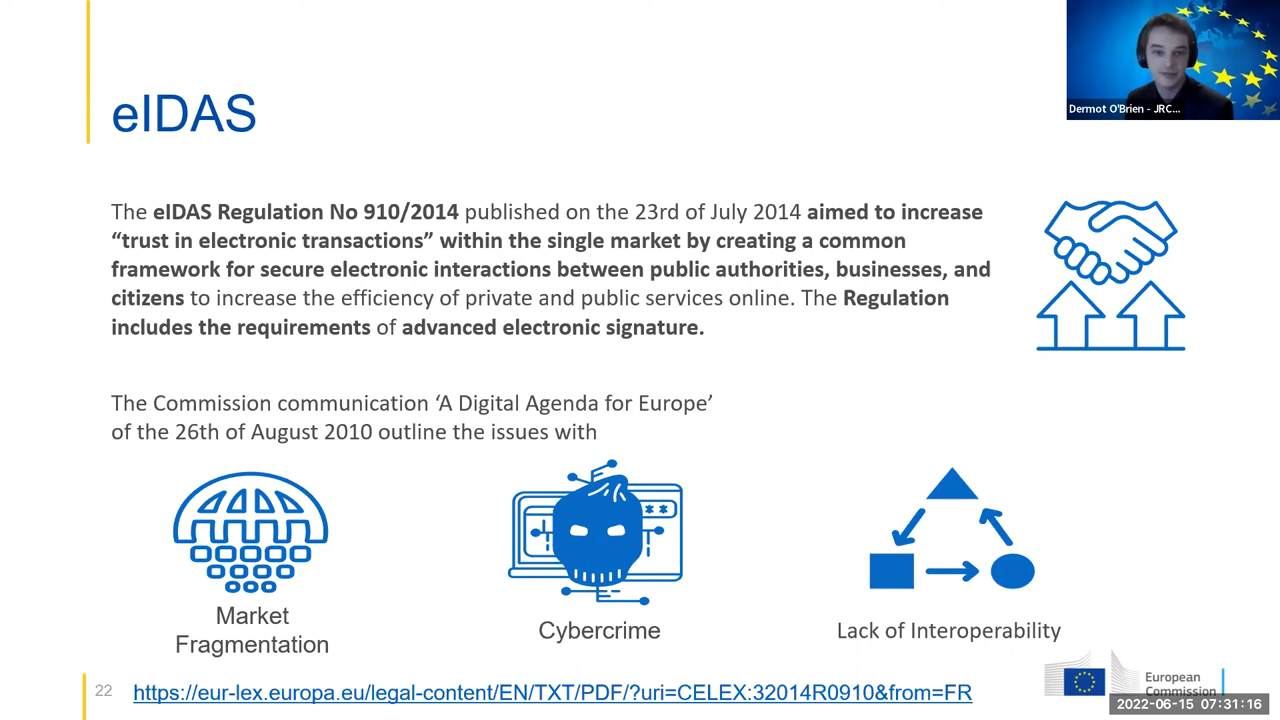 Dermot O'Brien - JRC...
eIDAS
The eIDAS Regulation No 910/2014 published on the 23rd of July 2014 aimed to increase
“trust in electronic transactions” within the single market by creating a common
framework for secure electronic interactions between public authorities, businesses, and
citizens to increase the efficiency of private and public services online. The Regulation
includes the requirements of advanced electronic signature.
The Commission communication ‘A Digital Agenda for Europe’
of the 26th of August 2010 outline the issues with
Market
Fragmentation
**
Cybercrime
Lack of Interoperability
22
https://eur-lex.europa.eu/legal-content/EN/TXT/PDF/?uri=CELEX:32014R0910&from=FR
European
Commission
2022-06-15 07:31:16